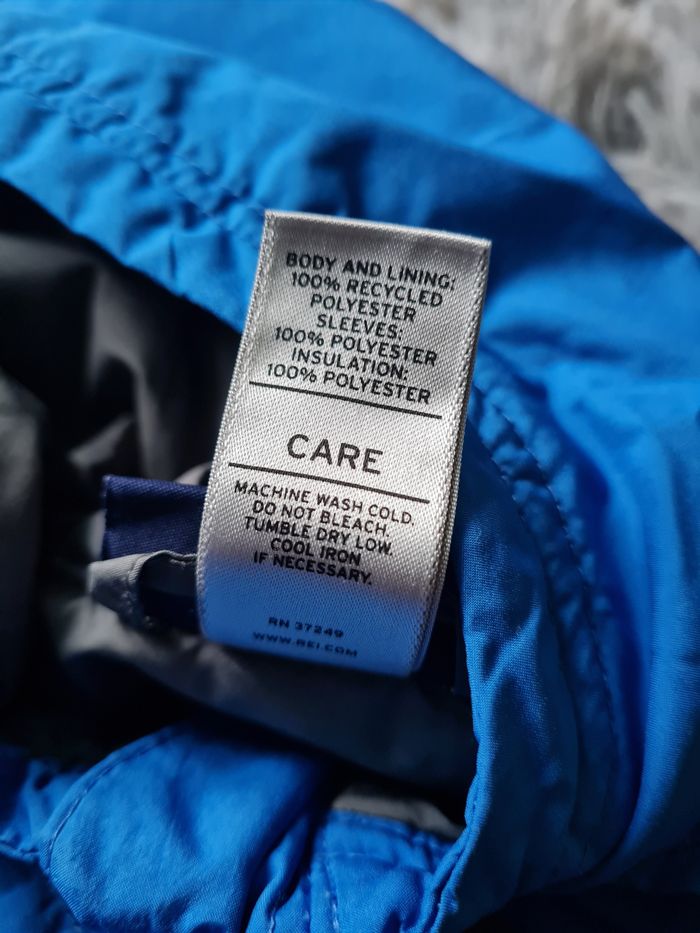 BODY AND LINING:
100% RECYCLED
POLYESTER
SLEEVES:
100% POLYESTER
INSULATION:
100% POLYESTER
CARE
MACHINE WASH COLD.
DO NOT BLEACH.
TUMBLE DRY LOW.
COOL IRON
IF NECESSARY.
RN 37249
WWW.REI.COM